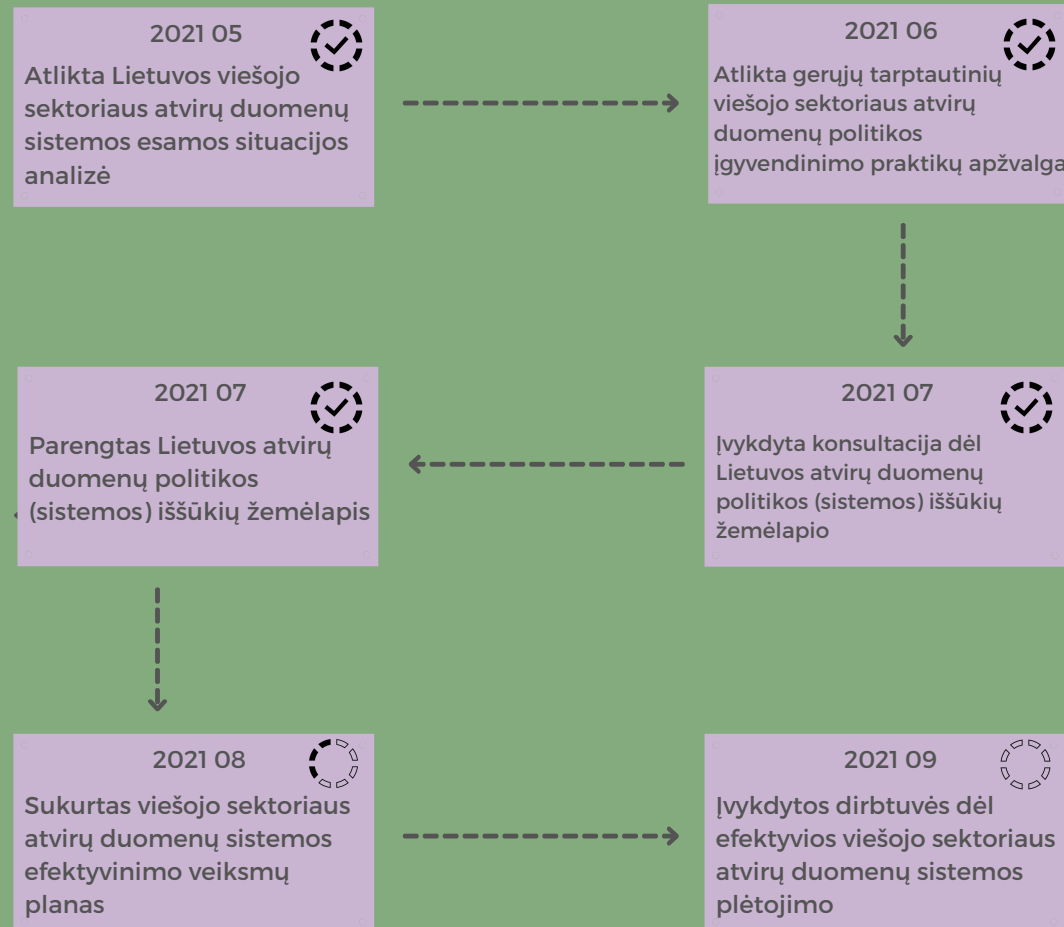 2021 05
Atlikta Lietuvos viešojo
sektoriaus atvirų duomenų
sistemos esamos situacijos
analizė
2021 06
Atlikta gerųjų tarptautinių
viešojo sektoriaus atvirų
duomenų politikos
įgyvendinimo praktikų apžvalga
2021 07
Įvykdyta konsultacija dėl
Lietuvos atvirų duomenų
politikos (sistemos) iššūkių
žemėlapio
2021 07
Parengtas Lietuvos atvirų
duomenų politikos
(sistemos) iššūkių žemėlapis
2021 08
Sukurtas viešojo sektoriaus
atvirų duomenų sistemos
efektyvinimo veiksmų
planas
2021 09
Įvykdytos dirbtuvės dėl
efektyvios viešojo sektoriaus
atvirų duomenų sistemos
plėtojimo